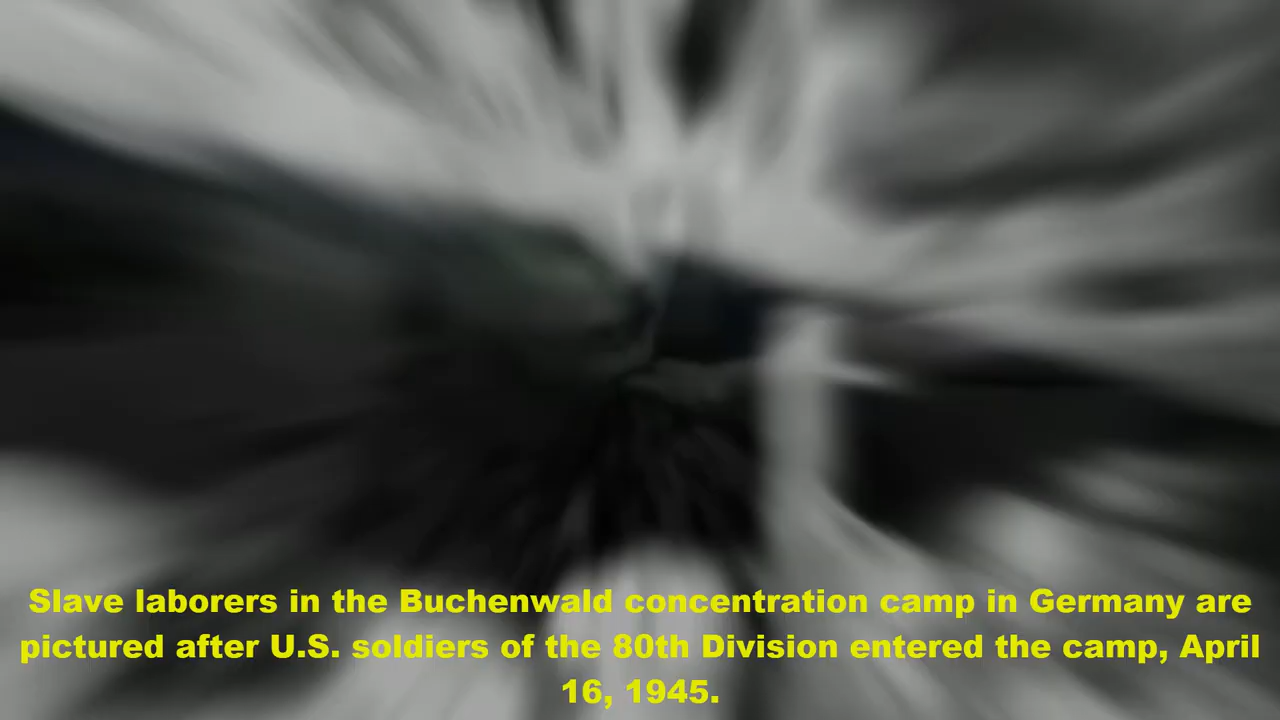 Slave laborers in the Buchenwald concentration camp in Germany are
pictured after U.S. soldiers of the 80th Division entered the camp, April
16, 1945.